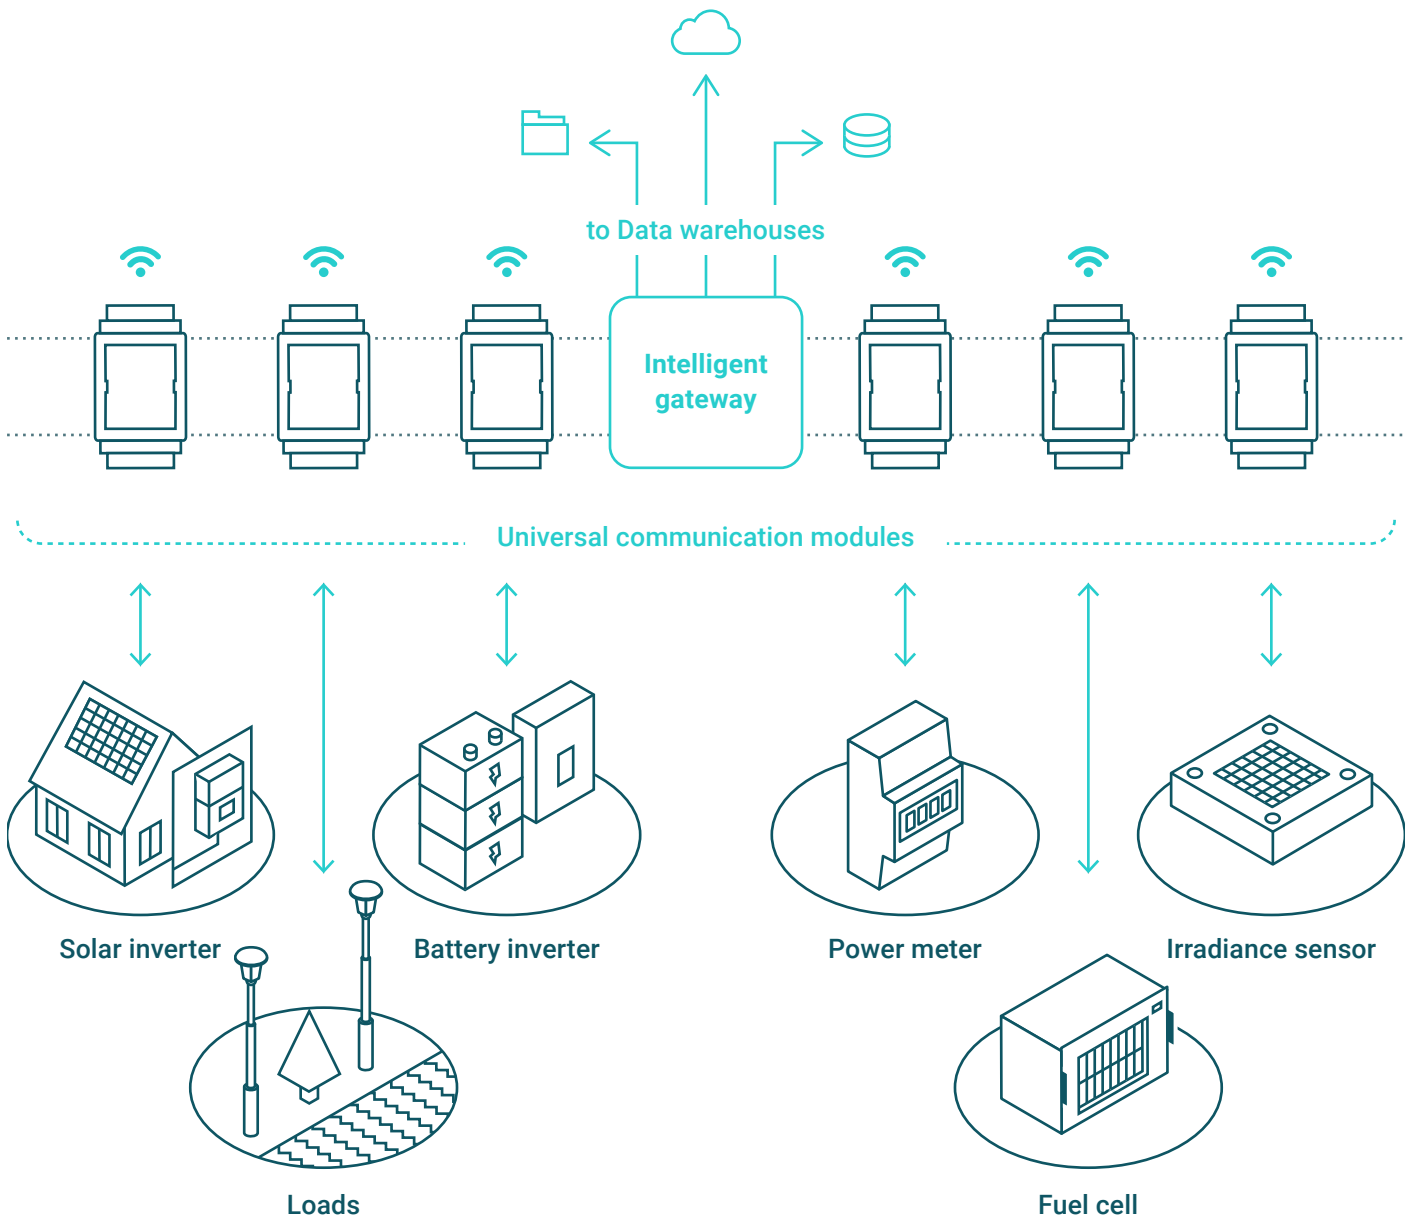 to Data warehouses
Intelligent
gateway
Universal communication modules
Solar inverter
Battery inverter
Power meter
Irradiance sensor
Loads
Fuel cell